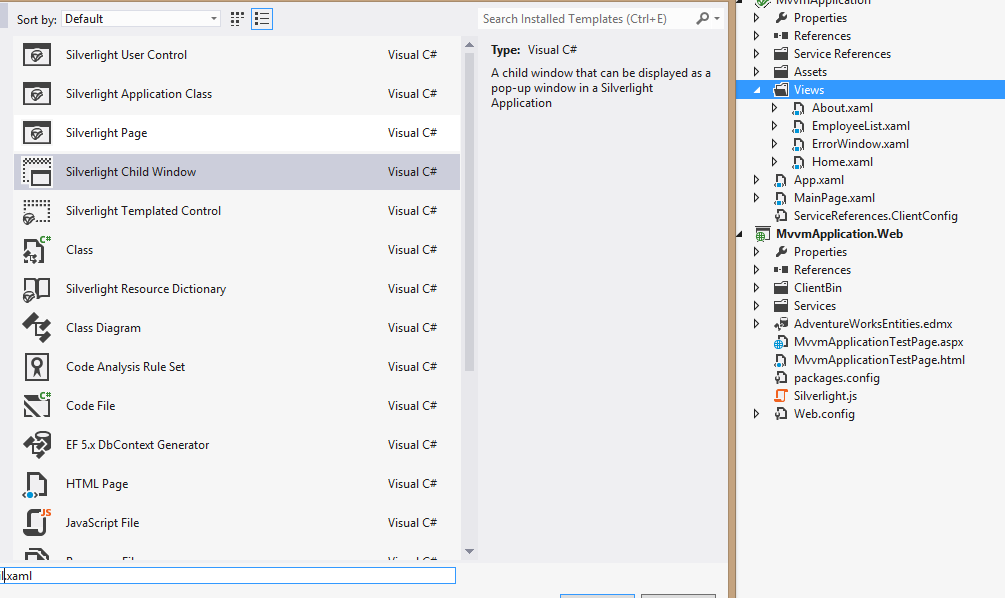 Sort by: Default
Search Installed Templates (Ctrl+E)
Silverlight User Control Visual C#
Silverlight Application Class Visual C#
Silverlight Page Visual C#
Silverlight Child Window Visual C#
Silverlight Templated Control Visual C#
C#
Class Visual C#
Silverlight Resource Dictionary Visual C#
Class Diagram Visual C#
Code Analysis Rule Set Visual C#
C#
Code File Visual C#
EF 5.x DbContext Generator Visual C#
HTML Page Visual C#
JS
JavaScript File Visual C#
.xaml
Type: Visual C#
A child window that can be displayed as a
pop-up window in a Silverlight
Application
MvvmApplication
Properties
References
Service References
Assets
Views
About.xaml
EmployeeList.xaml
ErrorWindow.xaml
Home.xaml
App.xaml
MainPage.xaml
ServiceReferences.ClientConfig
MvvmApplication.Web
Properties
References
ClientBin
Services
AdventureWorksEntities.edmx
MvvmApplicationTestPage.aspx
MvvmApplicationTestPage.html
packages.config
Silverlight.js
Web.config